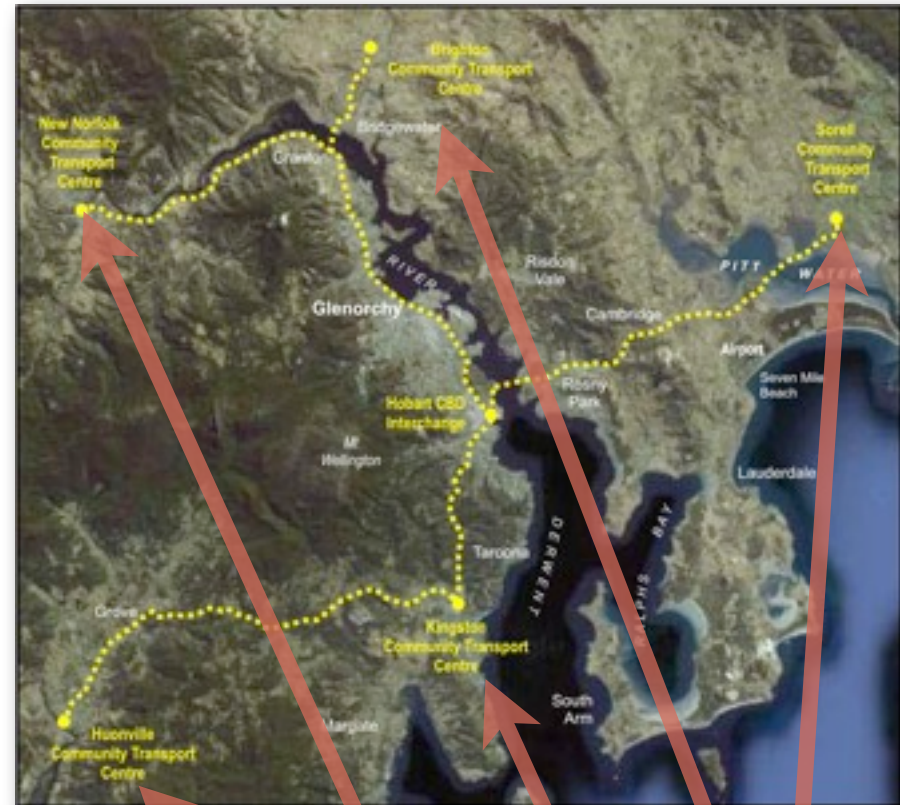 Brighton
Community Transport
Centre
New Norfolk
Community
Transport
Centre
Bridgewater
Sorell
Community
Transport
Centre
RIVER
Risdon
Vale
PITT WATER
Glenorchy
Cambridge
Airport
Seven Mile
Beach
Rosny
Park
Hobart CBD
Interchange
Mt
Wellington
Lauderdale
DERWENT
RALPHS BAY
Taroona
Grove
Kingston
Community Transport
Centre
South
Arm
Margate
Huonville
Community Transport
Centre